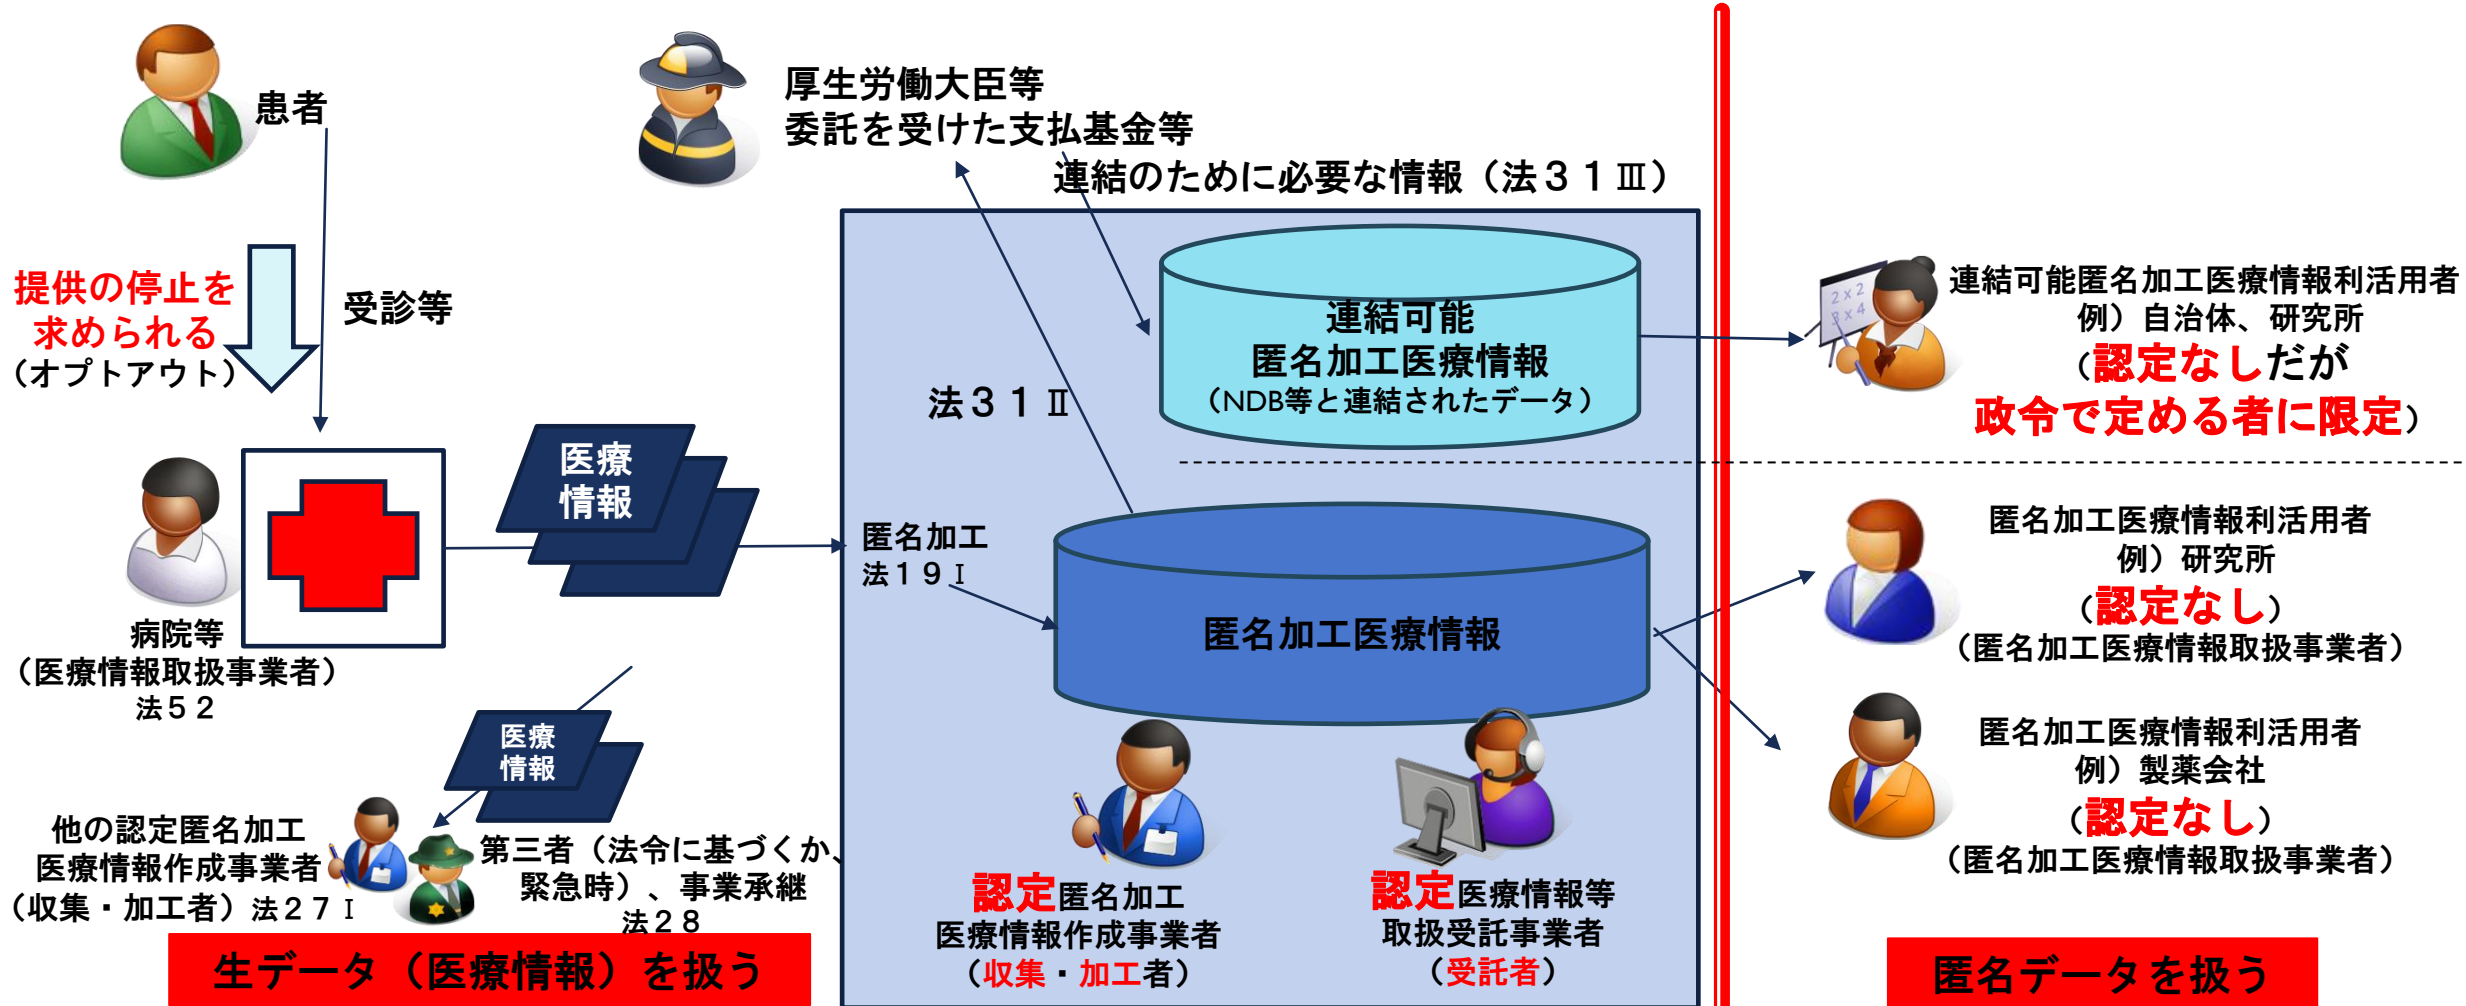 患者
厚生労働大臣等
委託を受けた支払基金等
連結のために必要な情報（法３１Ⅲ）
提供の停止を
求められる
（オプトアウト）
受診等
病院等
（医療情報取扱事業者）
法５２
医療
情報
医療
情報
他の認定匿名加工
医療情報作成事業者
（収集・加工者）法２７Ⅰ
第三者（法令に基づくか、
緊急時）、事業承継
法２８
生データ（医療情報）を扱う
連結可能
匿名加工医療情報
（NDB等と連結されたデータ）
法３１Ⅱ
匿名加工
法１９Ⅰ
匿名加工医療情報
認定匿名加工
医療情報作成事業者
（収集・加工者）
認定医療情報等
取扱受託事業者
（受託者）
2 x 2
3 x 4
連結可能匿名加工医療情報利活用者
例）自治体、研究所
（認定なしだが
政令で定める者に限定）
匿名加工医療情報利活用者
例）研究所
（認定なし）
（匿名加工医療情報取扱事業者）
匿名加工医療情報利活用者
例）製薬会社
（認定なし）
（匿名加工医療情報取扱事業者）
匿名データを扱う